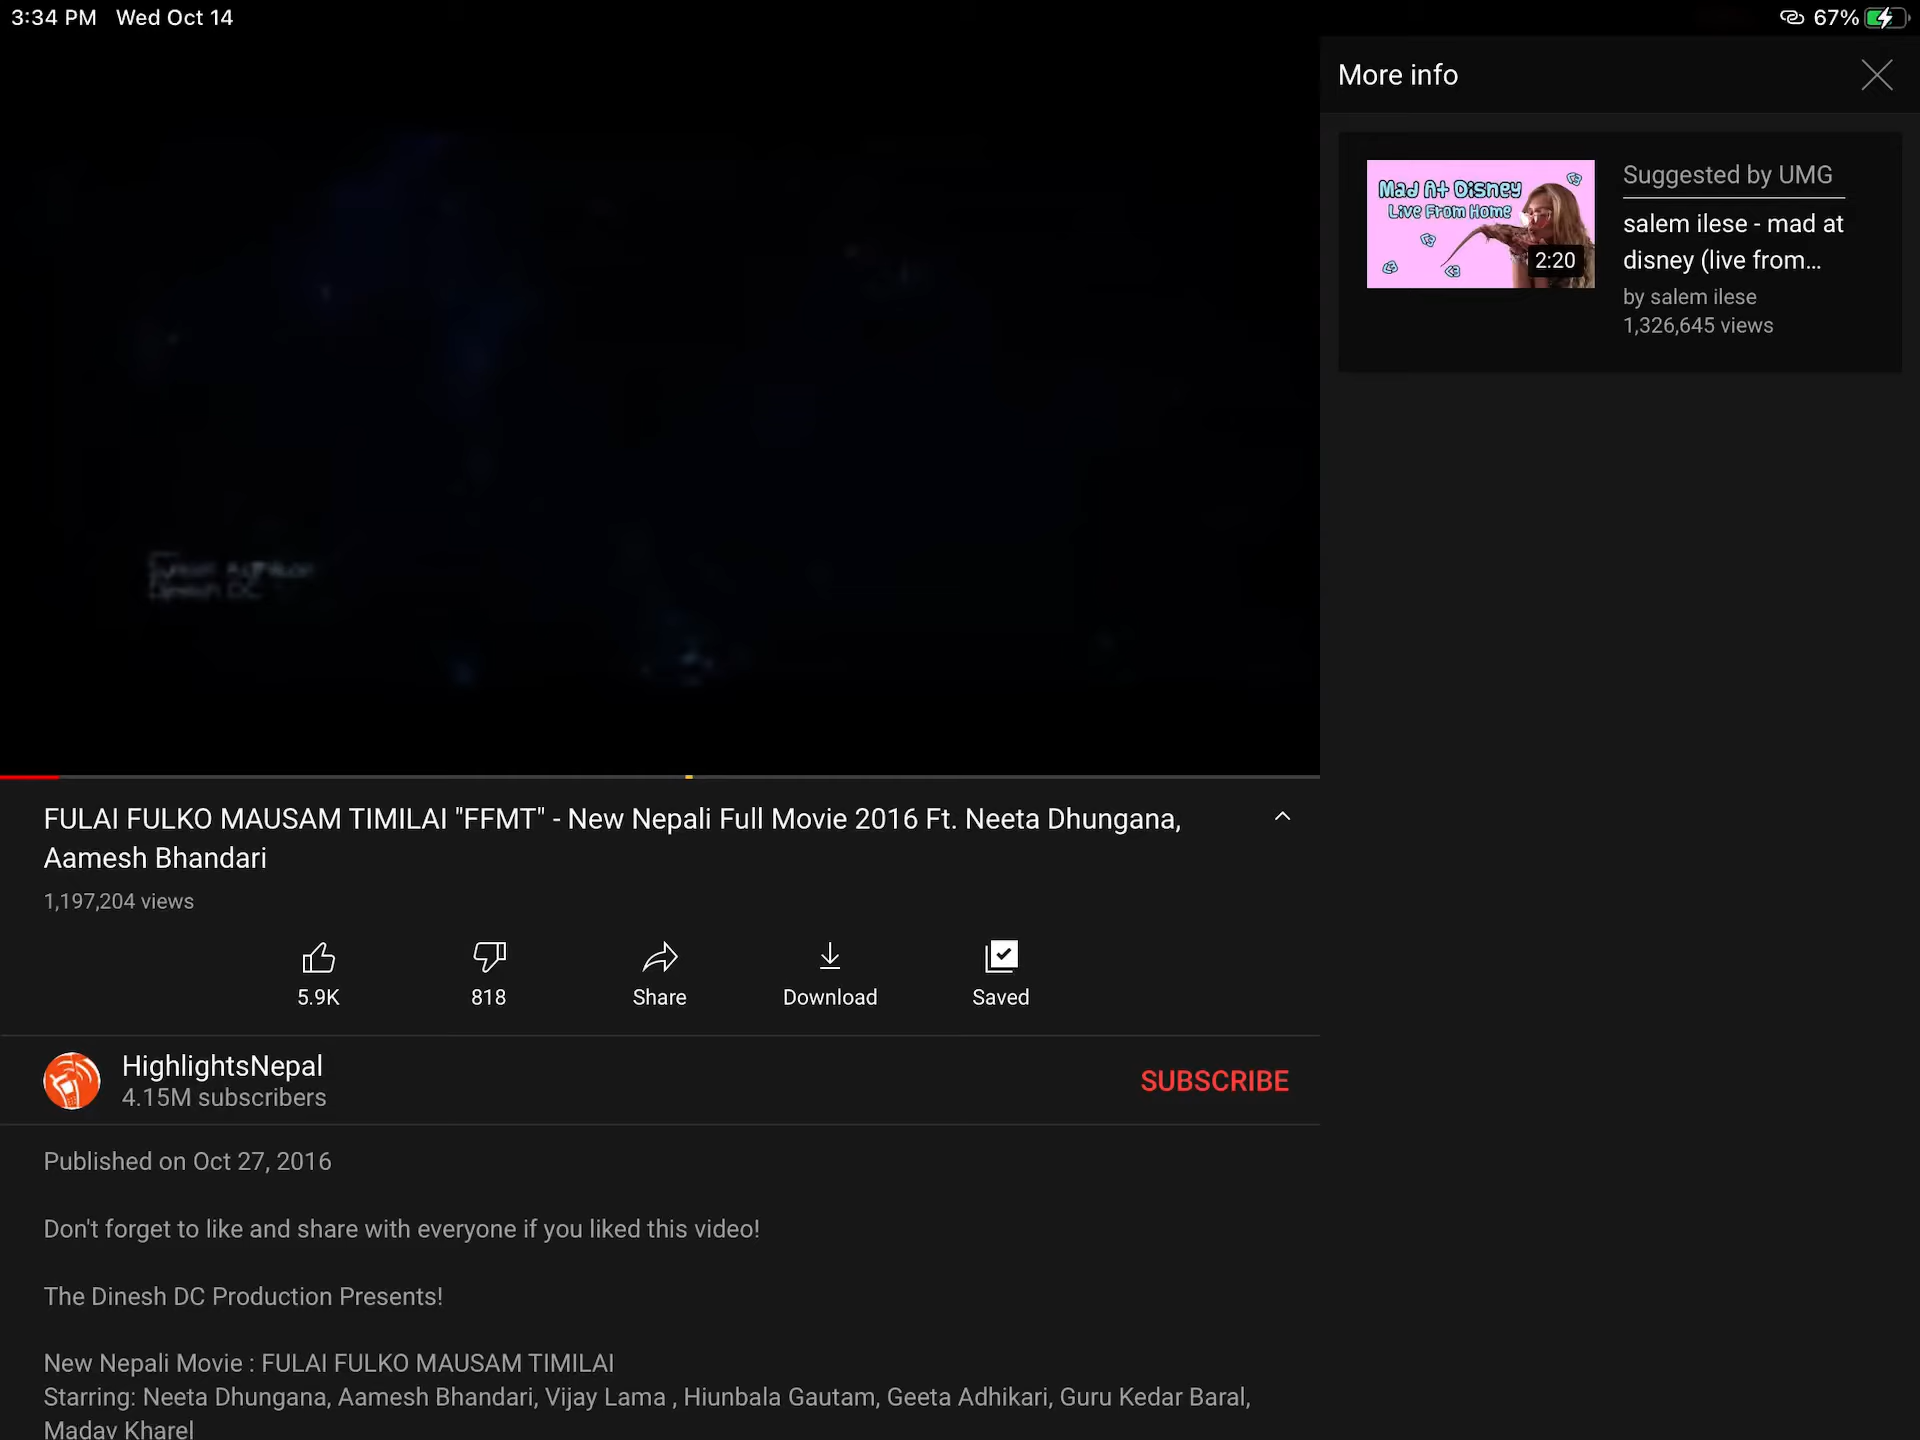 3:34 PM Wed Oct 14
67%
More info
Mad At Disney
Live From Home
2:20
Suggested by UMG
salem ilese - mad at
disney (live from...
by salem ilese
1,326,645 views
Dinesh DC
FULAI FULKO MAUSAM TIMILAI "FFMT" - New Nepali Full Movie 2016 Ft. Neeta Dhungana,
Aamesh Bhandari
1,197,204 views
5.9K
818
Share
Download
Saved
HighlightsNepal
4.15M subscribers
SUBSCRIBE
Published on Oct 27, 2016
Don't forget to like and share with everyone if you liked this video!
The Dinesh DC Production Presents!
New Nepali Movie : FULAI FULKO MAUSAM TIMILAI
Starring: Neeta Dhungana, Aamesh Bhandari, Vijay Lama , Hiunbala Gautam, Geeta Adhikari, Guru Kedar Baral,
Madav Kharel